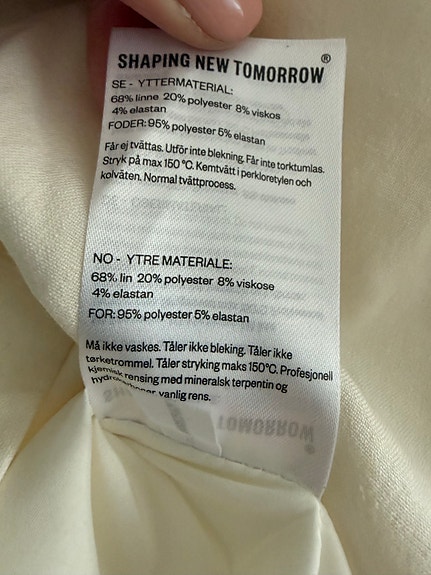 SHAPING NEW TOMORROW®
SE - YTTERMATERIAL:
68% linne 20% polyester 8% viskos
4% elastan
FODER: 95% polyester 5% elastan
Får ej tvättas. Utför inte blekning. Får inte torktumlas.
Stryk på max 150 °C. Kemtvätt i perkloretylen och
kolväten. Normal tvättprocess.
NO - YTRE MATERIALE:
68% lin 20% polyester 8% viskose
4% elastan
FOR: 95% polyester 5% elastan
Må ikke vaskes. Tåler ikke bleking. Tåler ikke
tørketrommel. Tåler stryking maks 150°C. Profesjonell
kjemisk rensing med mineralsk terpentin og
vanlig rens.
TOMORROW